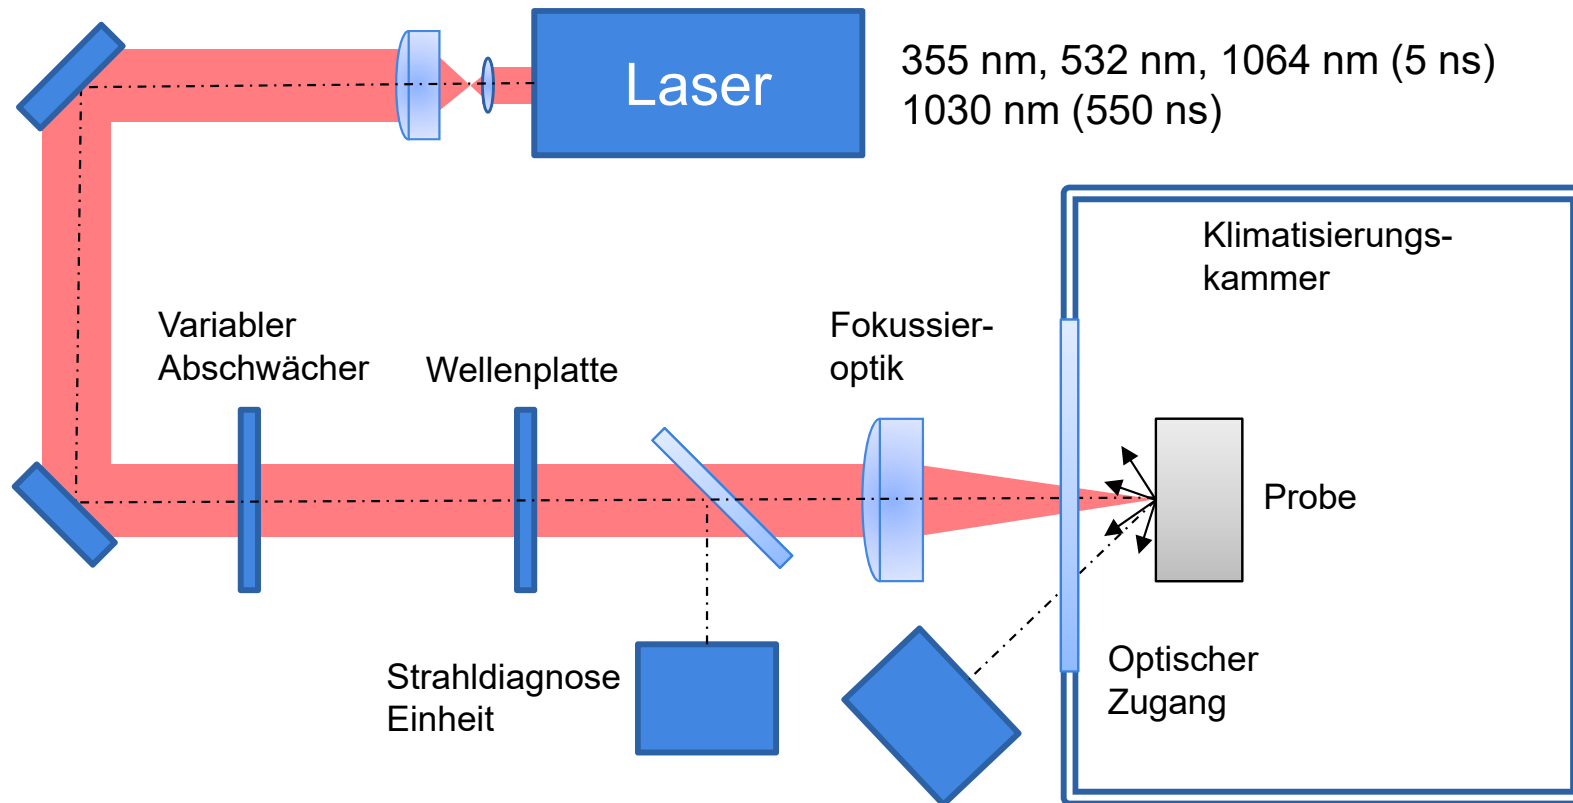 Laser
355 nm, 532 nm, 1064 nm (5 ns)
1030 nm (550 ns)
Klimatisierungs-
kammer
Variabler
Abschwächer
Wellenplatte
Fokussier-
optik
Probe
Strahldiagnose
Einheit
Optischer
Zugang